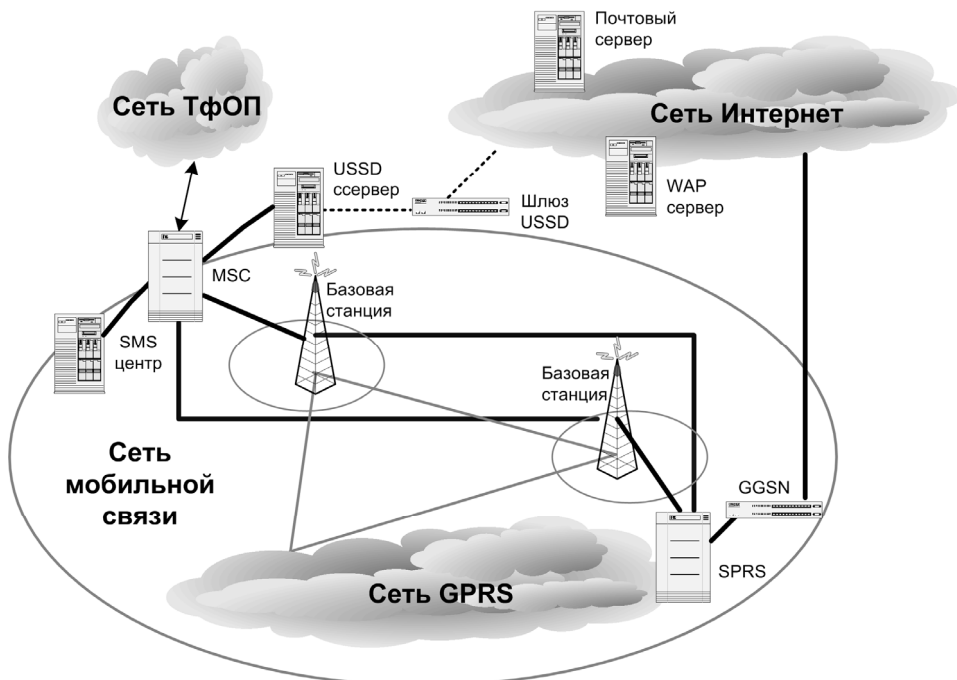 Почтовый
сервер
Сеть ТфОП
Сеть Интернет
USSD
ссервер
WAP
сервер
Шлюз
USSD
MSC
Базовая
станция
SMS
центр
Базовая
станция
Сеть
мобильной
связи
GGSN
SPRS
Сеть GPRS